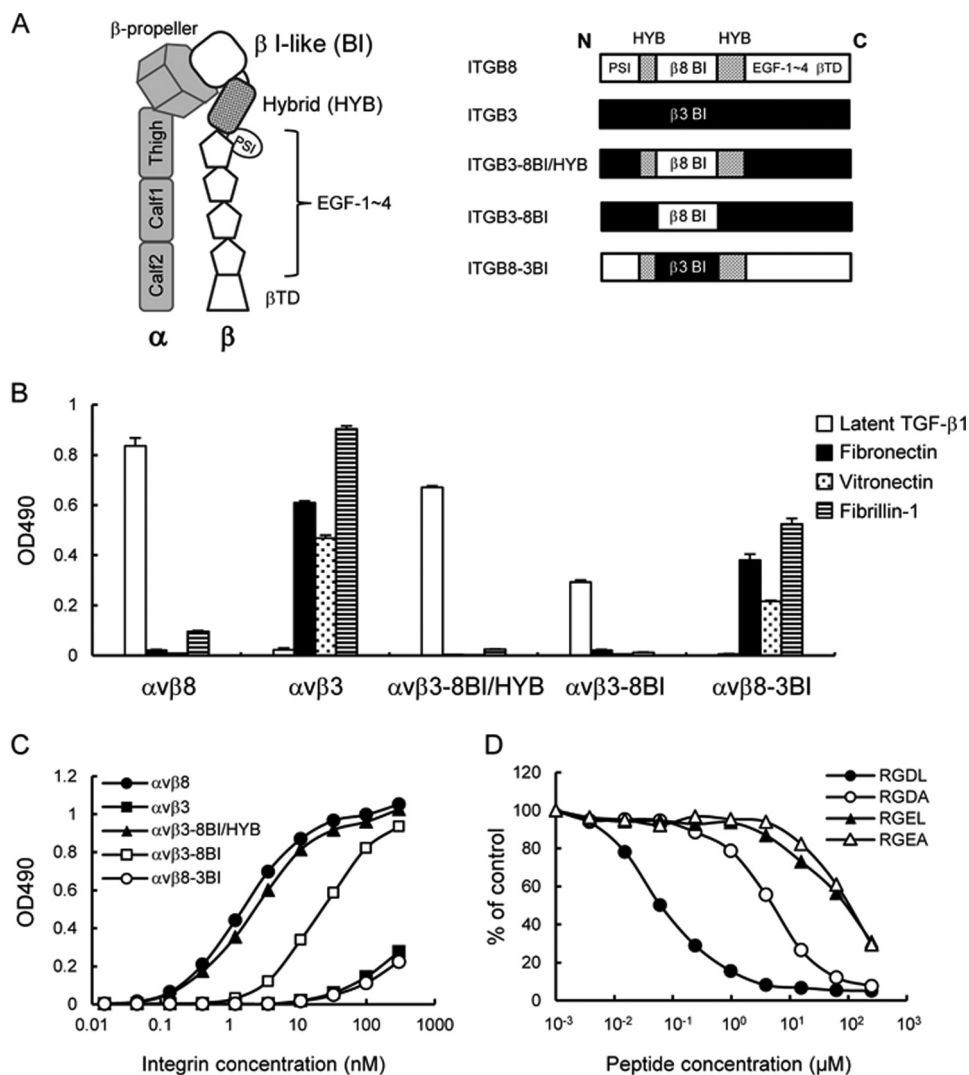 A
β-propeller
β I-like (BI)
Hybrid (HYB)
PSI
Thigh
Calf1
Calf2
EGF-1~4
βTD
α
β
N
HYB
HYB
C
ITGB8
PSI
β8 BI
EGF-1~4 βTD
ITGB3
β3 BI
ITGB3-8BI/HYB
β8 BI
ITGB3-8BI
β8 BI
ITGB8-3BI
β3 BI
B
1
0.8
0.6
0.4
0.2
0
OD490
Latent TGF-β1
Fibronectin
Vitronectin
Fibrillin-1
αvβ8
αvβ3
αvβ3-8BI/HYB
αvβ3-8BI
αvβ8-3BI
C
1.2
1
0.8
0.6
0.4
0.2
0
OD490
αvβ8
αvβ3
αvβ3-8BI/HYB
αvβ3-8BI
αvβ8-3BI
0.01
0.1
1
10
100
1000
Integrin concentration (nM)
D
120
100
80
60
40
20
0
% of control
RGDL
RGDA
RGEL
RGEA
10⁻³
10⁻²
10⁻¹
10⁰
10¹
10²
10³
Peptide concentration (μM)